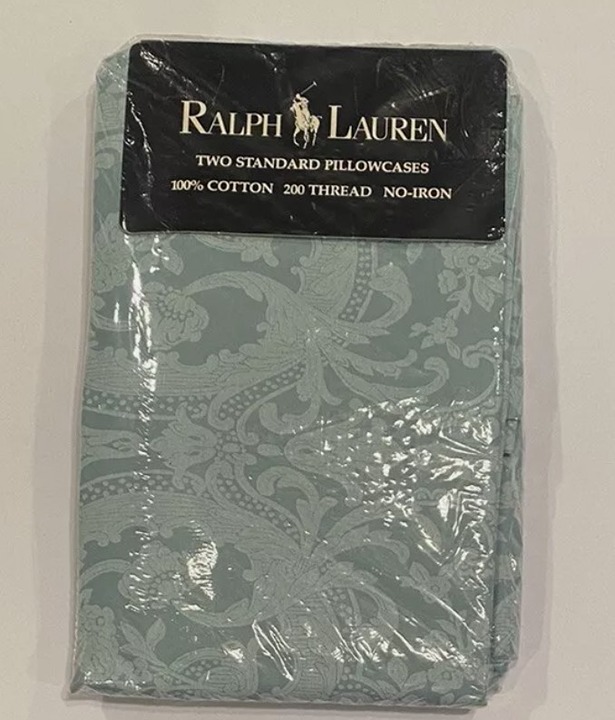 RALPH LAUREN
TWO STANDARD PILLOWCASES
100% COTTON 200 THREAD NO-IRON